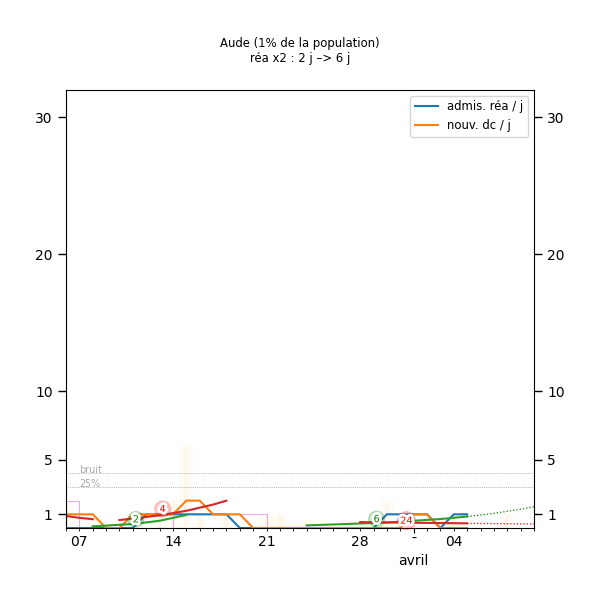 Aude (1% de la population)
réa x2 : 2 j –> 6 j
admis. réa / j
nouv. dc / j
30 30
20 20
10 10
5 5
bruit
25%
1 1
2 4 6 24
07 14 21 28 - 04
avril